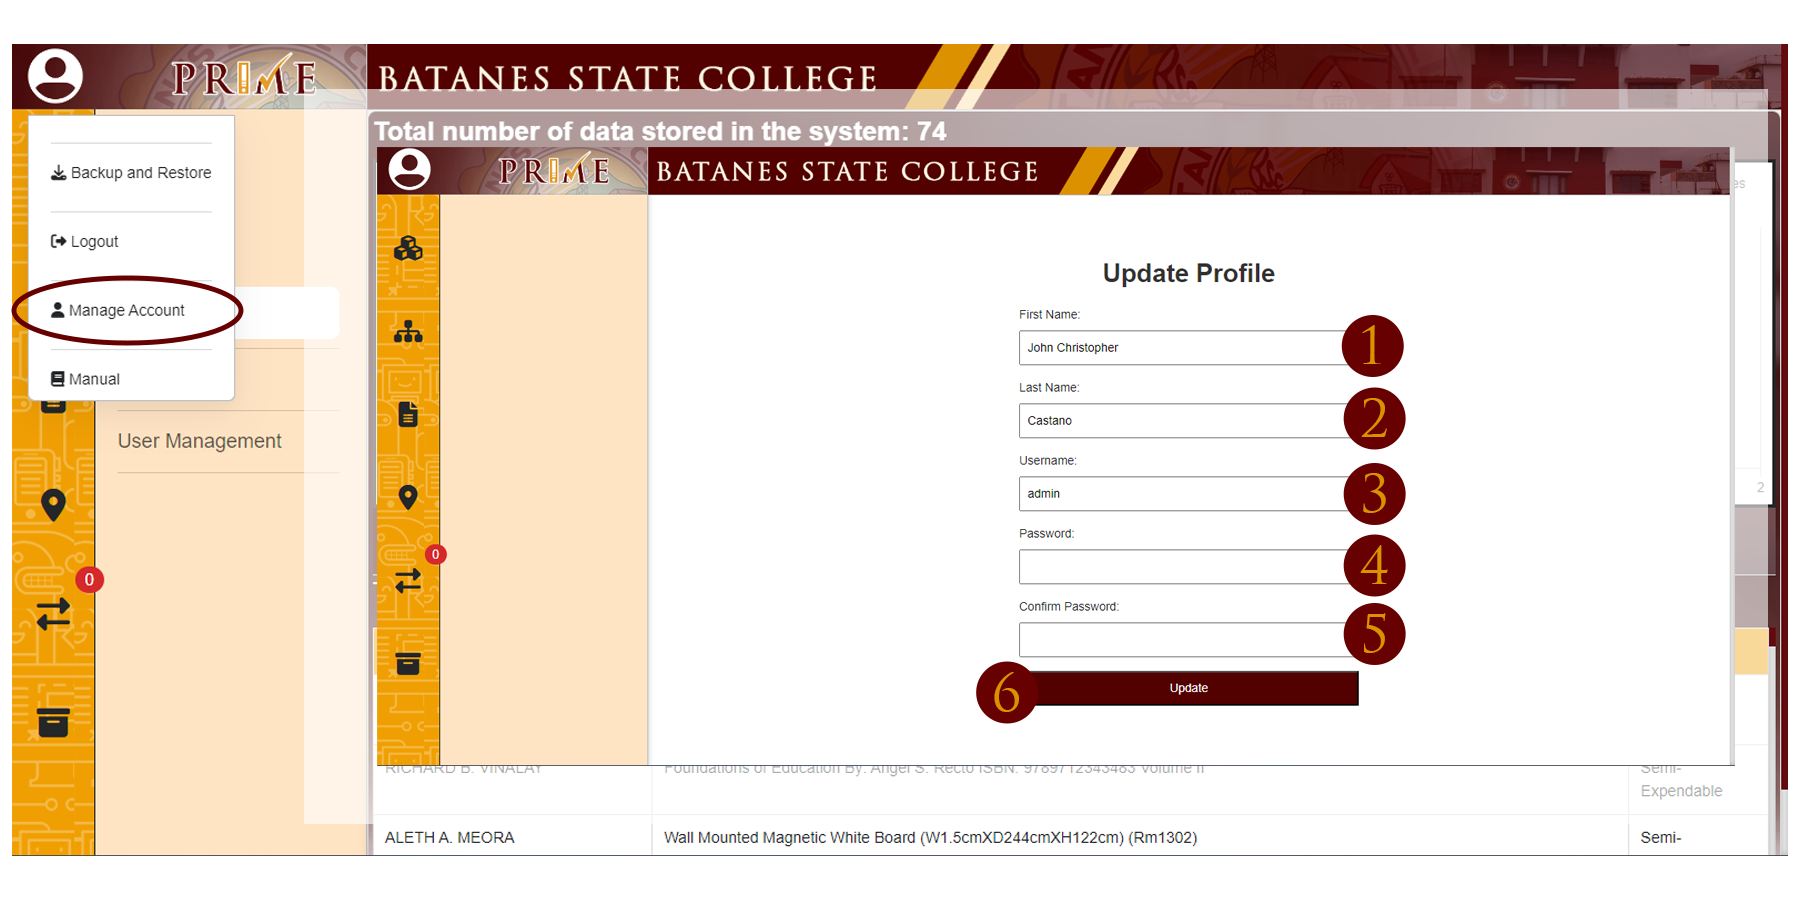 PRIME
BATANES STATE COLLEGE
Total number of data stored in the system: 74
Backup and Restore
Logout
Manage Account
Manual
User Management
0
PRIME
BATANES STATE COLLEGE
es
2
0
Update Profile
First Name:
John Christopher
1
Last Name:
Castano
2
Username:
admin
3
Password:
4
Confirm Password:
5
6
Update
RICHARD B. VINALAY
Foundations of Education By: Angel S. Recto ISBN: 9789712343483 Volume II
Semi-
Expendable
ALETH A. MEORA
Wall Mounted Magnetic White Board (W1.5cmXD244cmXH122cm) (Rm1302)
Semi-